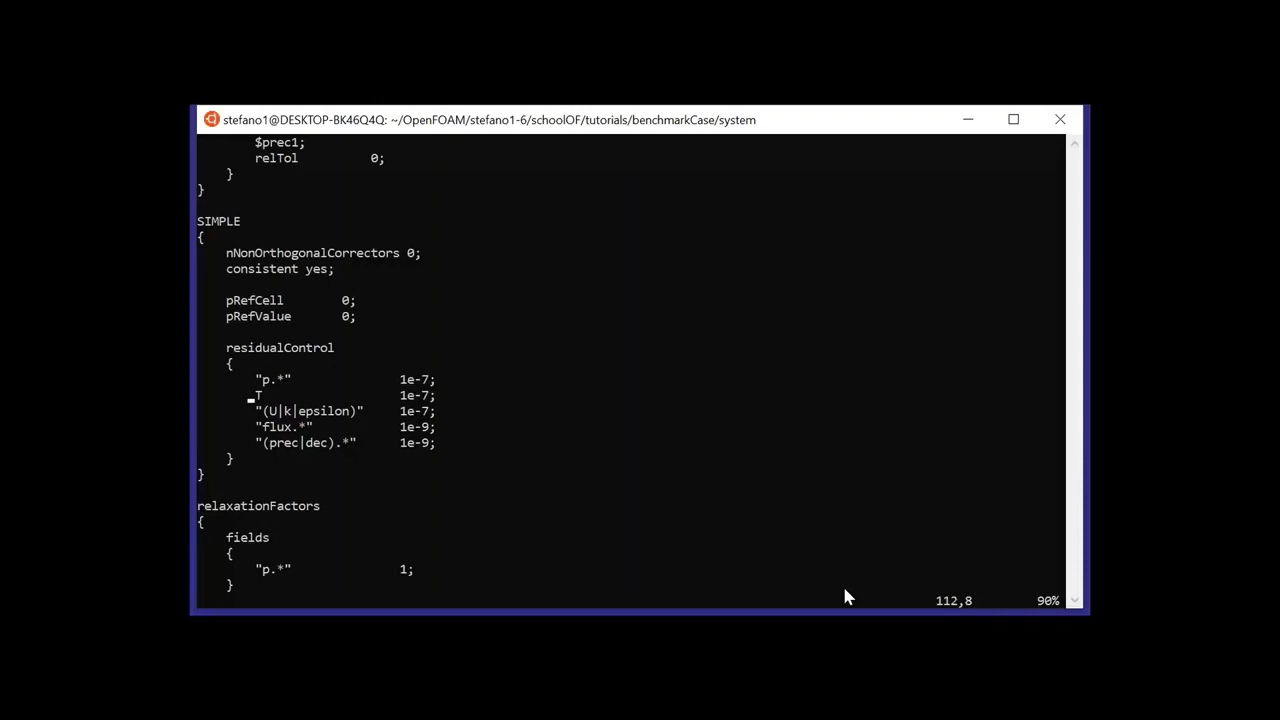 stefano1@DESKTOP-BK46Q4Q: ~/OpenFOAM/stefano1-6/schoolOF/tutorials/benchmarkCase/system
$prec1;
relTol 0;
}
}
SIMPLE
{
nNonOrthogonalCorrectors 0;
consistent yes;
pRefCell 0;
pRefValue 0;
residualControl
{
"p.*" 1e-7;
T 1e-7;
"(U|k|epsilon)" 1e-7;
"flux.*" 1e-9;
"(prec|dec).*" 1e-9;
}
}
relaxationFactors
{
fields
{
"p.*" 1;
}
112,8 90%